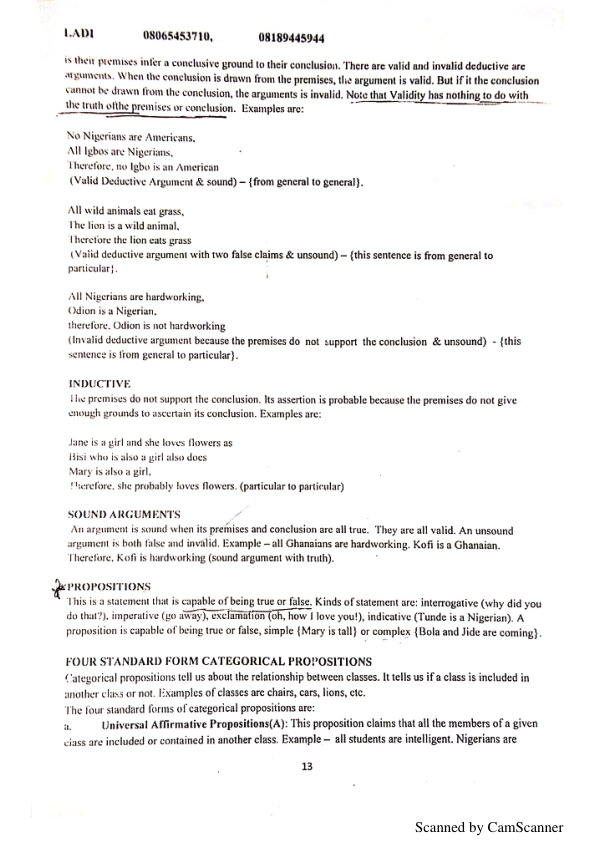 LADI 08065453710, 08189445944
is their premises infer a conclusive ground to their conclusion. There are valid and invalid deductive are
arguments. When the conclusion is drawn from the premises, the argument is valid. But if it the conclusion
cannot be drawn from the conclusion, the arguments is invalid. Note that Validity has nothing to do with
the truth ofthe premises or conclusion. Examples are:
No Nigerians are Americans,
All Igbos are Nigerians,
Therefore, no Igbo is an American
(Valid Deductive Argument & sound) – {from general to general}.
All wild animals eat grass,
The lion is a wild animal,
Therefore the lion eats grass
(Valid deductive argument with two false claims & unsound) – {this sentence is from general to
particular}.
All Nigerians are hardworking,
Odion is a Nigerian,
therefore, Odion is not hardworking
(Invalid deductive argument because the premises do not support the conclusion & unsound) - {this
sentence is from general to particular}.
INDUCTIVE
The premises do not support the conclusion. Its assertion is probable because the premises do not give
enough grounds to ascertain its conclusion. Examples are:
Jane is a girl and she loves flowers as
Bisi who is also a girl also does
Mary is also a girl,
Therefore, she probably loves flowers. (particular to particular)
SOUND ARGUMENTS
An argument is sound when its premises and conclusion are all true. They are all valid. An unsound
argument is both false and invalid. Example – all Ghanaians are hardworking. Kofi is a Ghanaian.
Therefore, Kofi is hardworking (sound argument with truth).
PROPOSITIONS
This is a statement that is capable of being true or false. Kinds of statement are: interrogative (why did you
do that?), imperative (go away), exclamation (oh, how I love you!), indicative (Tunde is a Nigerian). A
proposition is capable of being true or false, simple {Mary is tall} or complex {Bola and Jide are coming}.
FOUR STANDARD FORM CATEGORICAL PROPOSITIONS
Categorical propositions tell us about the relationship between classes. It tells us if a class is included in
another class or not. Examples of classes are chairs, cars, lions, etc.
The four standard forms of categorical propositions are:
a. Universal Affirmative Propositions(A): This proposition claims that all the members of a given
class are included or contained in another class. Example – all students are intelligent. Nigerians are
13
Scanned by CamScanner